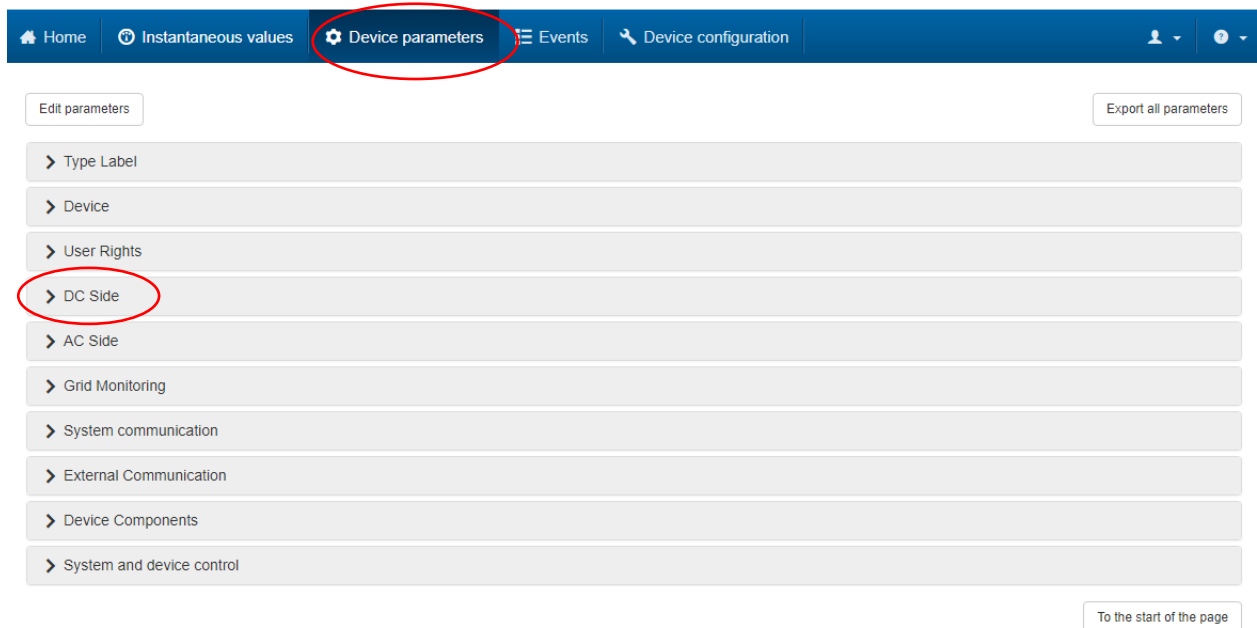 Home Instantaneous values Device parameters Events Device configuration
Edit parameters Export all parameters
Type Label
Device
User Rights
DC Side
AC Side
Grid Monitoring
System communication
External Communication
Device Components
System and device control
To the start of the page